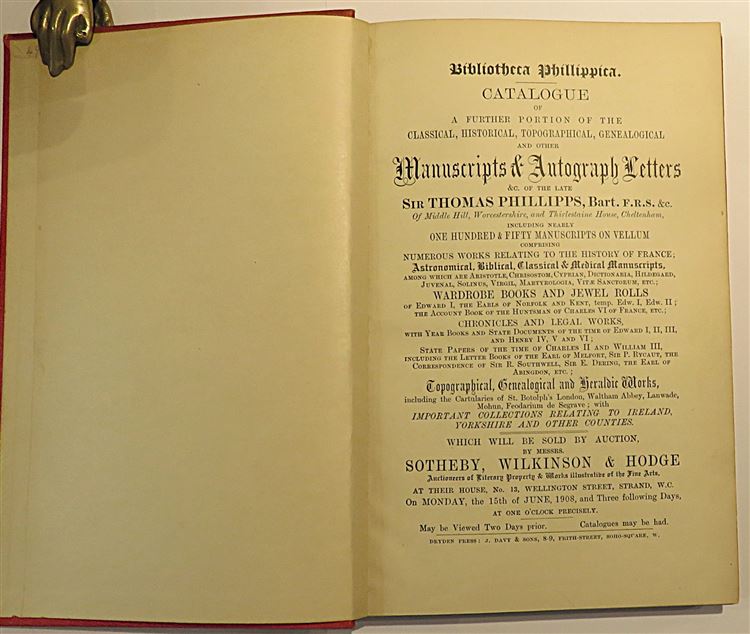 Bibliotheca Phillippica.
CATALOGUE
OF
A FURTHER PORTION OF THE
CLASSICAL, HISTORICAL, TOPOGRAPHICAL, GENEALOGICAL
AND OTHER
Manuscripts & Autograph Letters
&C. OF THE LATE
SIR THOMAS PHILLIPPS, Bart. F.R.S. &c.
Of Middle Hill, Worcestershire, and Thirlestaine House, Cheltenham,
INCLUDING NEARLY
ONE HUNDRED & FIFTY MANUSCRIPTS ON VELLUM
COMPRISING
NUMEROUS WORKS RELATING TO THE HISTORY OF FRANCE;
Astronomical, Biblical, Classical & Medical Manuscripts,
AMONG WHICH ARE ARISTOTLE, CHRISOSTOM, CYPRIAN, DICTIONARIA, HILDEGARD,
JUVENAL, SOLINUS, VIRGIL, MARTYROLOGIA, VITÆ SANCTORUM, ETC.;
WARDROBE BOOKS AND JEWEL ROLLS
OF EDWARD I, THE EARLS OF NORFOLK AND KENT, temp. Edw. I, Edw. II;
THE ACCOUNT BOOK OF THE HUNTSMAN OF CHARLES VI OF FRANCE, ETC.;
CHRONICLES AND LEGAL WORKS,
WITH YEAR BOOKS AND STATE DOCUMENTS OF THE TIME OF EDWARD I, II, III,
AND HENRY IV, V AND VI;
STATE PAPERS OF THE TIME OF CHARLES II AND WILLIAM III,
INCLUDING THE LETTER BOOKS OF THE EARL OF MELFORT, SIR P. RYCAUT, THE
CORRESPONDENCE OF SIR R. SOUTHWELL, SIR E. DERING, THE EARL OF
ABINGDON, ETC.;
Topographical, Genealogical and Heraldic Works,
including the Cartularies of St. Botolph's London, Waltham Abbey, Lanwade,
Mohun, Feodarium de Segrave; with
IMPORTANT COLLECTIONS RELATING TO IRELAND,
YORKSHIRE AND OTHER COUNTIES.
WHICH WILL BE SOLD BY AUCTION,
BY MESSRS.
SOTHEBY, WILKINSON & HODGE
Auctioneers of Literary Property & Works illustrative of the Fine Arts,
AT THEIR HOUSE, No. 13, WELLINGTON STREET, STRAND, W.C.
On MONDAY, the 15th of JUNE, 1908, and Three following Days,
AT ONE O'CLOCK PRECISELY.
May be Viewed Two Days prior. Catalogues may be had.
DRYDEN PRESS: J. DAVY & SONS, 8-9, FRITH-STREET, SOHO-SQUARE, W.